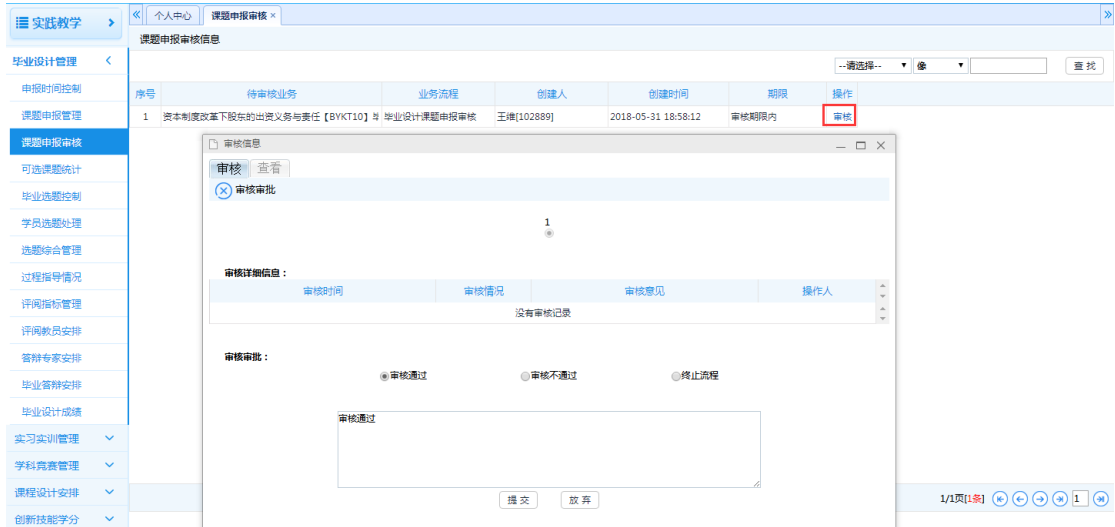 实践教学
个人中心 课题申报审核 ×
课题申报审核信息
毕业设计管理
--请选择-- 像 查 找
申报时间控制
序号 待审核业务 业务流程 创建人 创建时间 期限 操作
课题申报管理
1 资本制度改革下股东的出资义务与责任【BYKT10】毕 毕业设计课题申报审核 王维[102889] 2018-05-31 18:58:12 审核期限内 审核
课题申报审核
审核信息
可选课题统计
审核 查看
毕业选题控制
审核审批
学员选题处理
1
选题综合管理
过程指导情况
审核详细信息：
评阅指标管理
审核时间 审核情况 审核意见 操作人
没有审核记录
评阅教员安排
答辩专家安排
审核审批：
毕业答辩安排
审核通过 审核不通过 终止流程
毕业设计成绩
审核通过
实习实训管理
学科竞赛管理
课程设计安排
提 交 放 弃
1/1页[1条] 1
创新技能学分